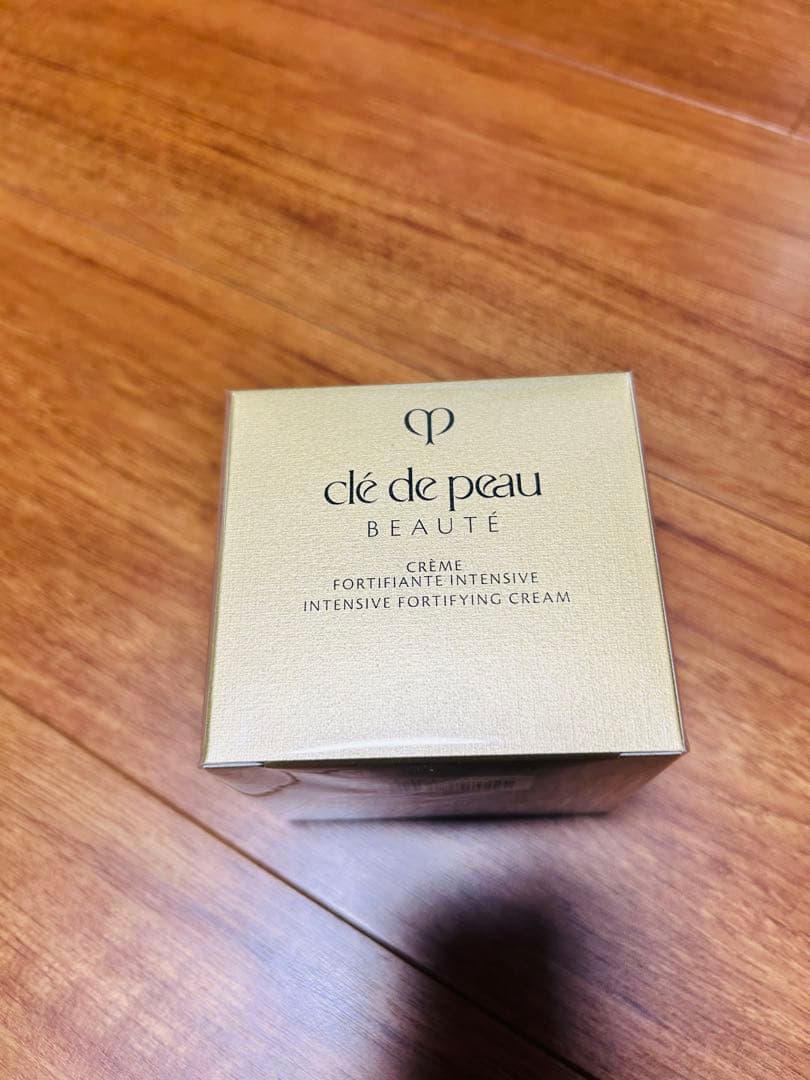 clé de peau
BEAUTÉ
CRÈME
FORTIFIANTE INTENSIVE
INTENSIVE FORTIFYING CREAM